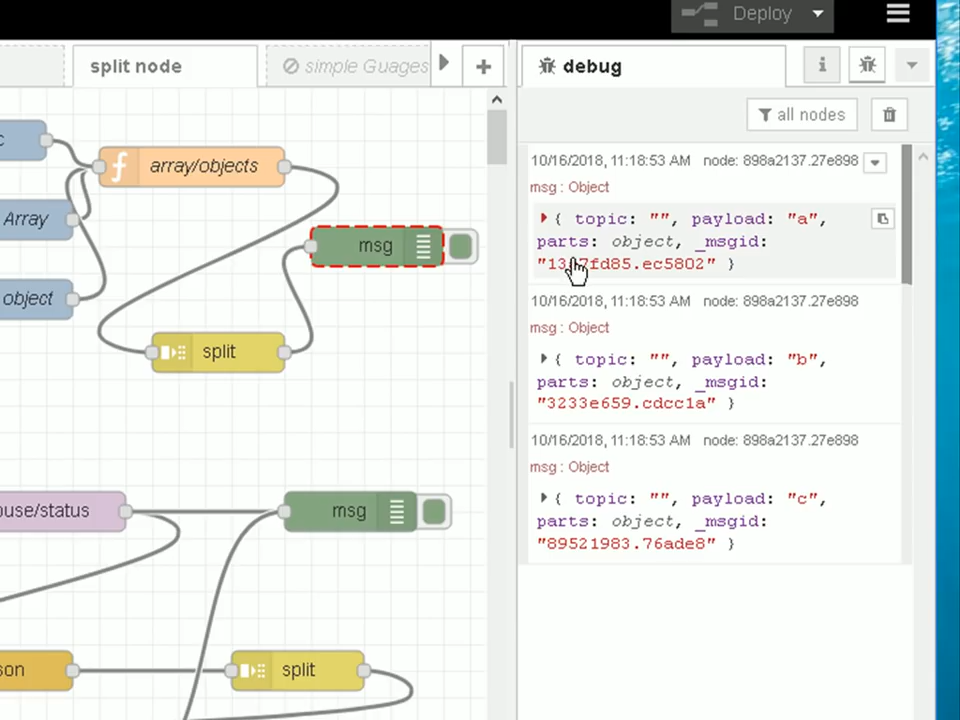 Deploy
split node
simple Guages
+
debug
i
all nodes
c
array/objects
Array
msg
object
split
10/16/2018, 11:18:53 AM node: 898a2137.27e898
msg : Object
{ topic: "", payload: "a",
parts: object, _msgid:
fd85.ec5802" }
10/16/2018, 11:18:53 AM node: 898a2137.27e898
msg : Object
{ topic: "", payload: "b",
parts: object, _msgid:
"3233e659.cdcc1a" }
10/16/2018, 11:18:53 AM node: 898a2137.27e898
msg : Object
{ topic: "", payload: "c",
parts: object, _msgid:
"89521983.76ade8" }
ouse/status
msg
son
split